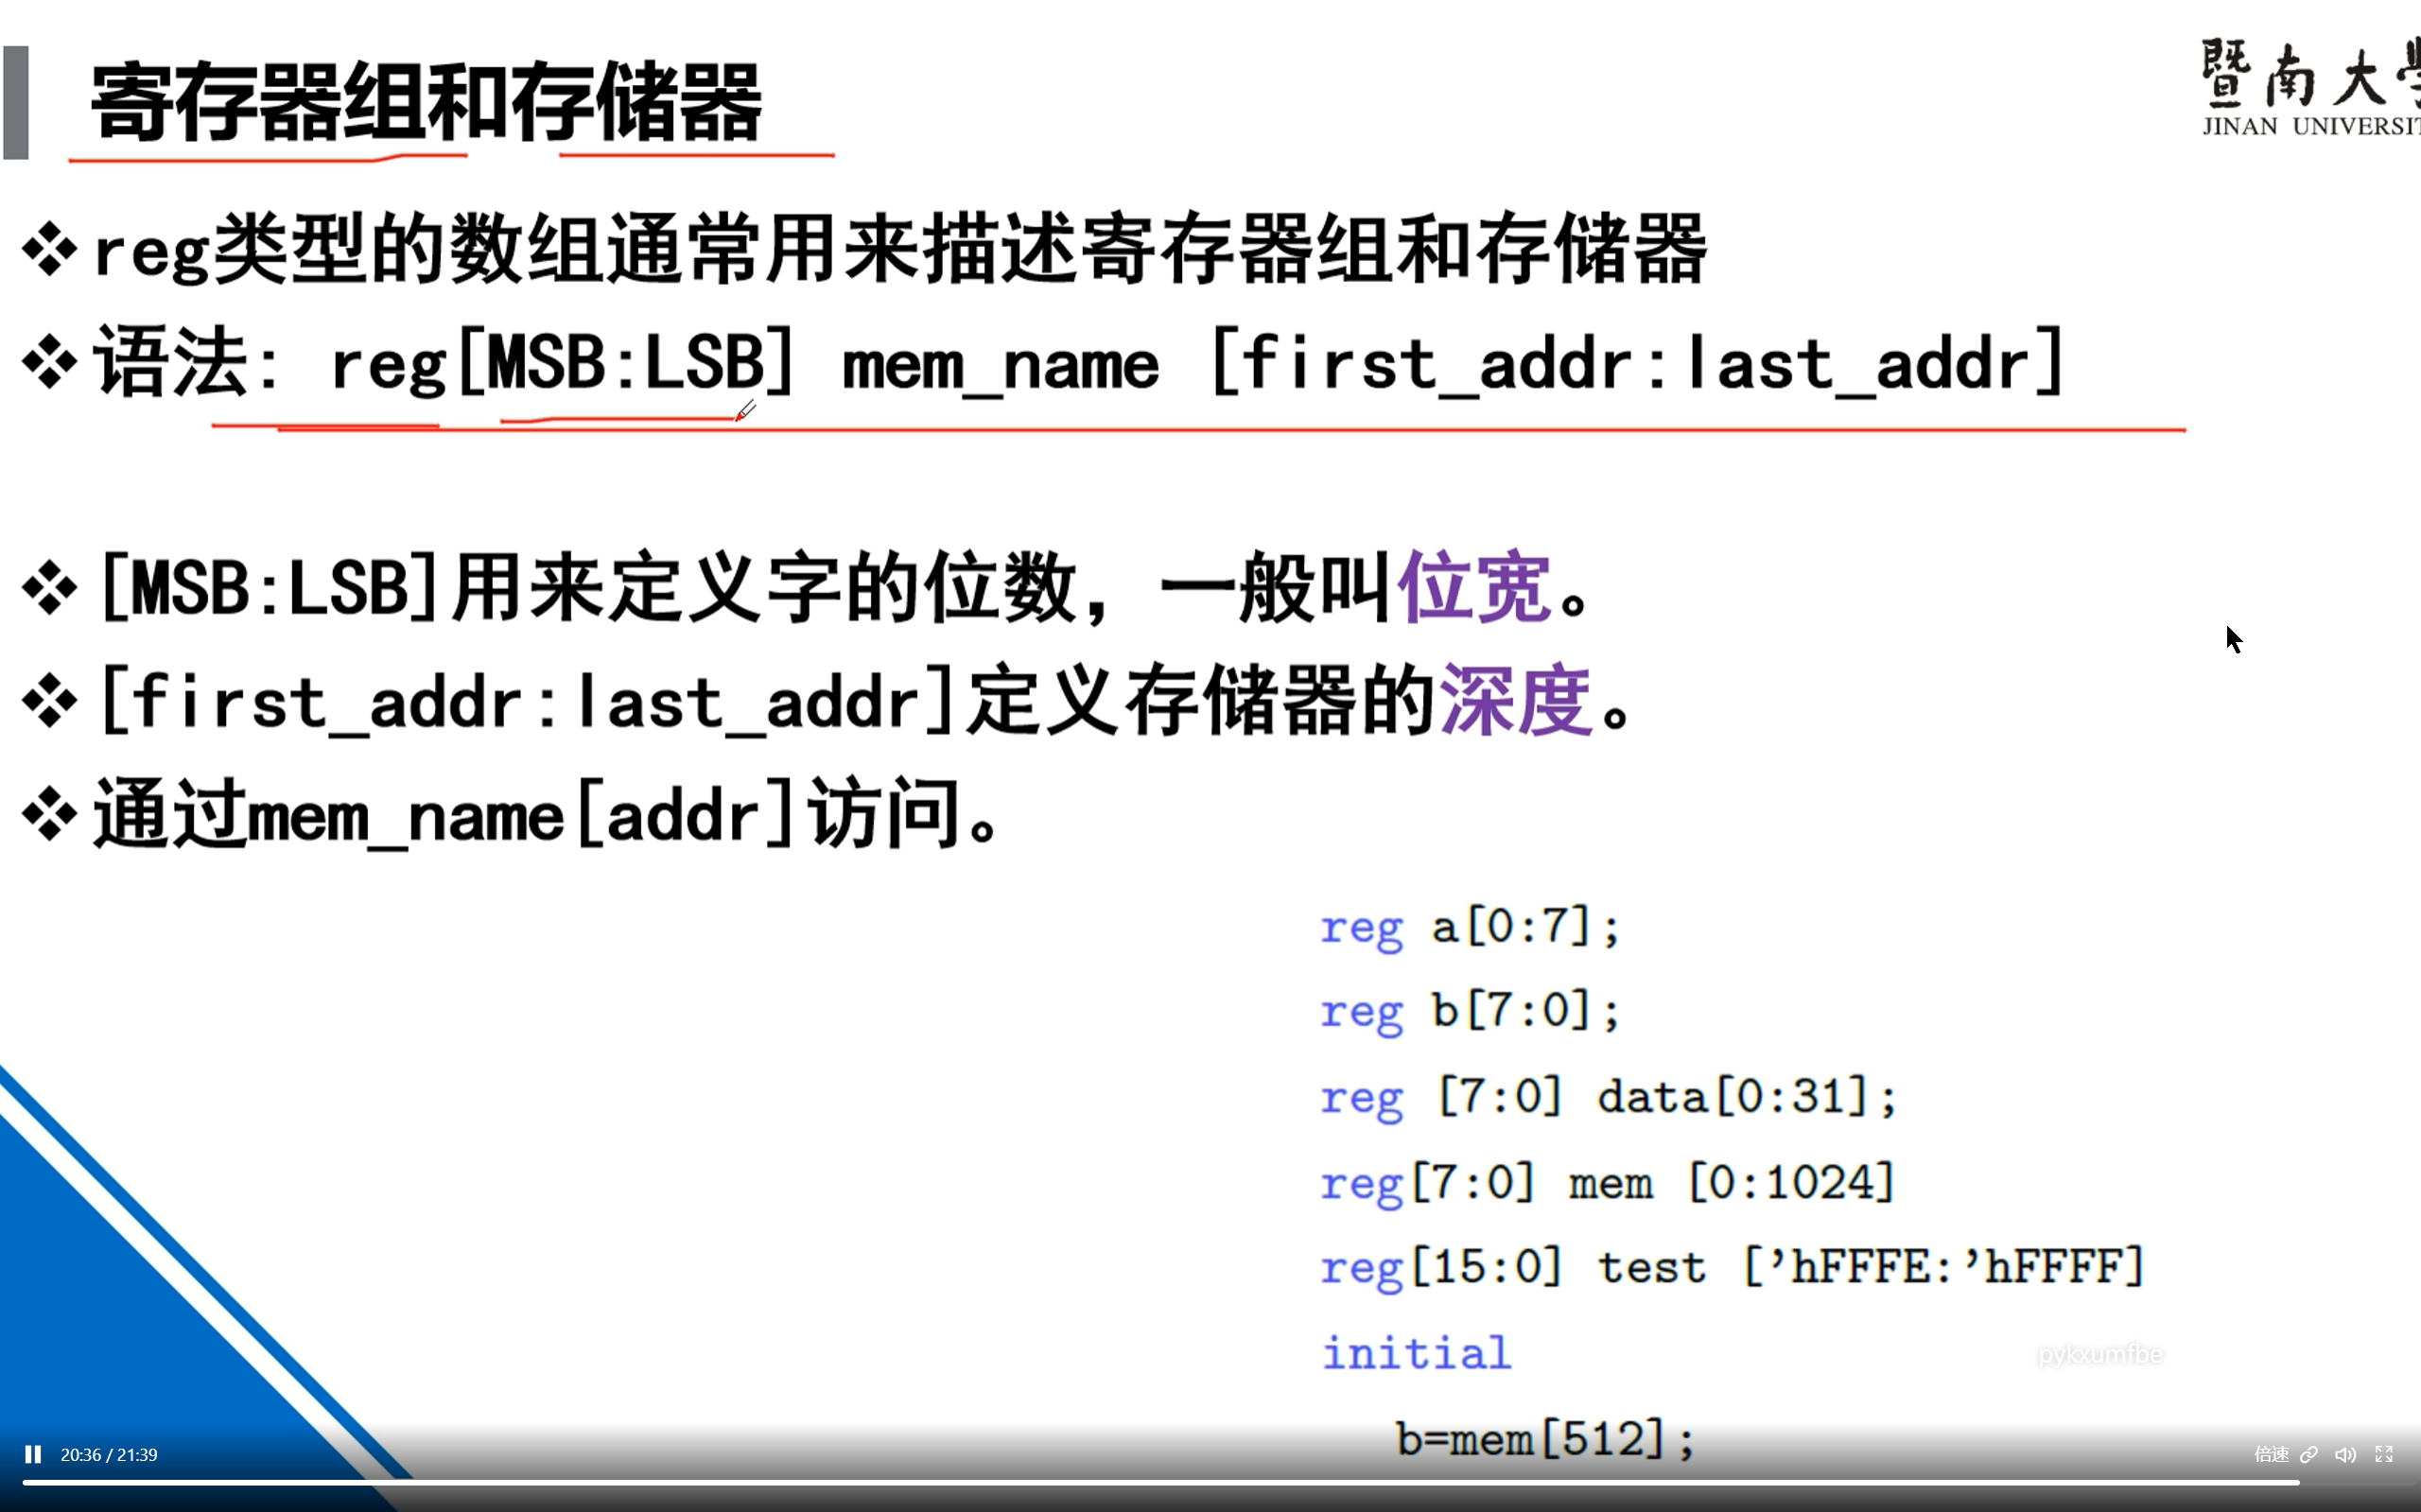 寄存器组和存储器
暨南大
JINAN UNIVERSIT
reg类型的数组通常用来描述寄存器组和存储器
语法: reg[MSB:LSB] mem_name [first_addr:last_addr]
[MSB:LSB]用来定义字的位数，一般叫位宽。
[first_addr:last_addr]定义存储器的深度。
通过mem_name[addr]访问。
reg a[0:7];
reg b[7:0];
reg [7:0] data[0:31];
reg[7:0] mem [0:1024]
reg[15:0] test [’hFFFE:’hFFFF]
initial
pykxumfbe
b=mem[512];
20:36 / 21:39
倍速